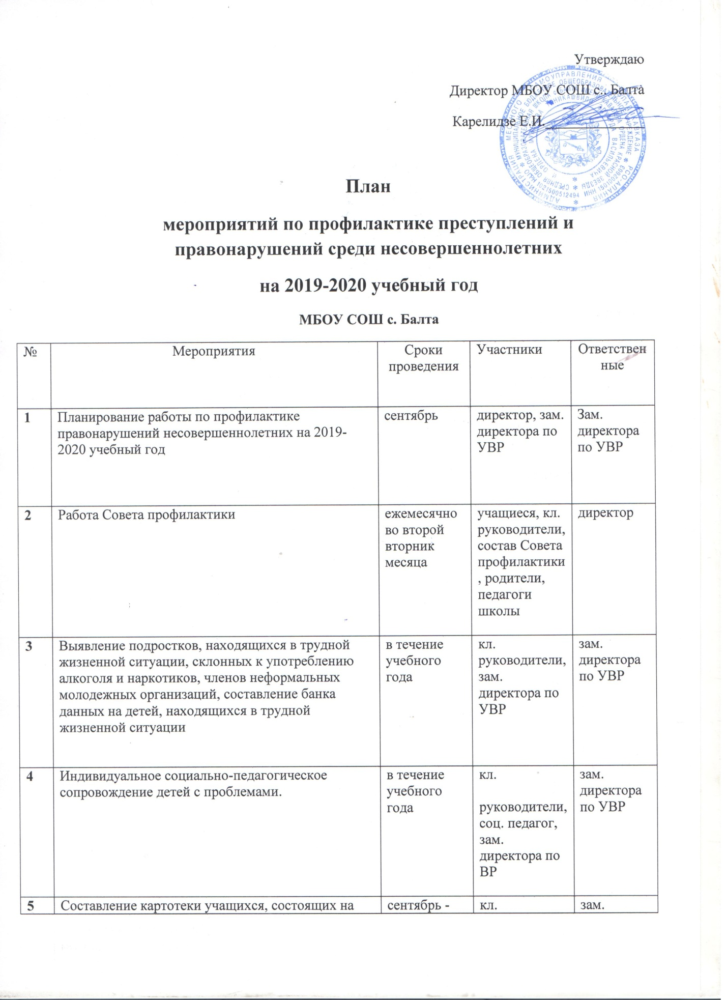 Утверждаю
Директор МБОУ СОШ с.. Балта
Карелидзе Е.И.______________
План
мероприятий по профилактике преступлений и
правонарушений среди несовершеннолетних
на 2019-2020 учебный год
МБОУ СОШ с. Балта
№
Мероприятия
Сроки
проведения
Участники
Ответствен
ные
1
Планирование работы по профилактике
правонарушений несовершеннолетних на 2019-
2020 учебный год
сентябрь
директор, зам.
директора по
УВР
Зам.
директора
по УВР
2
Работа Совета профилактики
ежемесячно
во второй
вторник
месяца
учащиеся, кл.
руководители,
состав Совета
профилактики
, родители,
педагоги
школы
директор
3
Выявление подростков, находящихся в трудной
жизненной ситуации, склонных к употреблению
алкоголя и наркотиков, членов неформальных
молодежных организаций, составление банка
данных на детей, находящихся в трудной
жизненной ситуации
в течение
учебного
года
кл.
руководители,
зам.
директора по
УВР
зам.
директора
по УВР
4
Индивидуальное социально-педагогическое
сопровождение детей с проблемами.
в течение
учебного
года
кл.
руководители,
соц. педагог,
зам.
директора по
ВР
зам.
директора
по УВР
5
Составление картотеки учащихся, состоящих на
сентябрь -
кл.
зам.